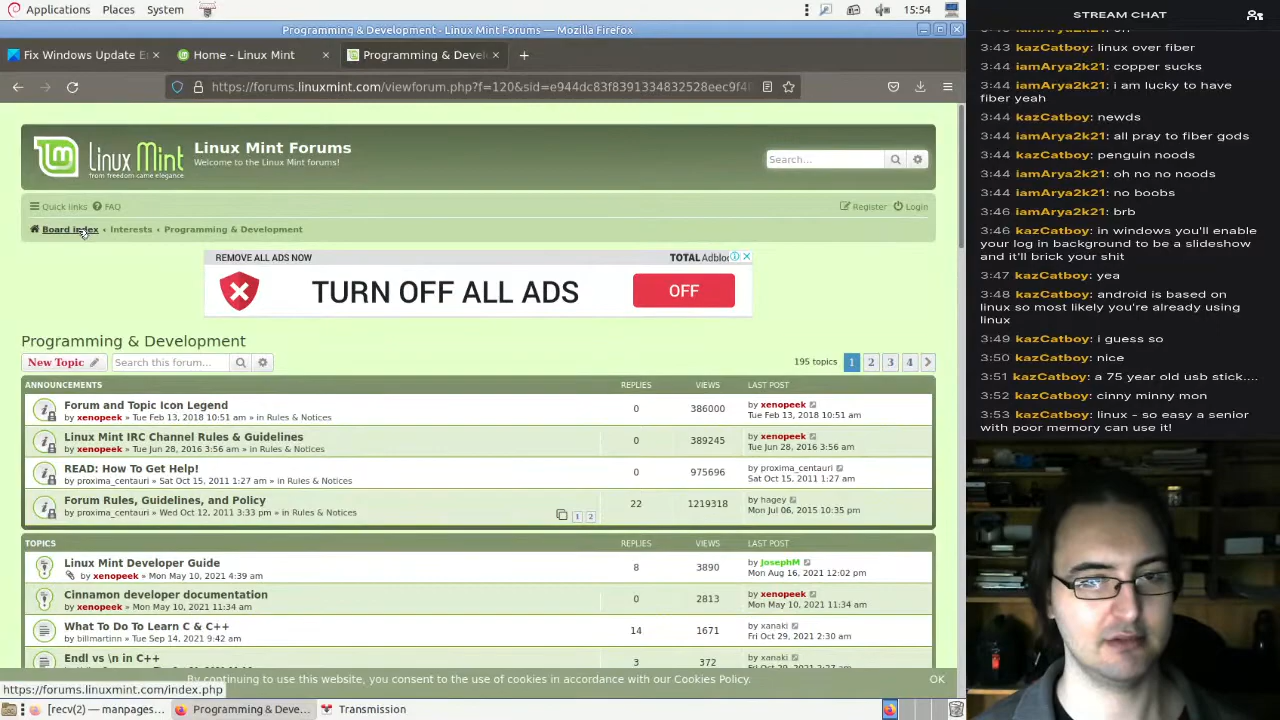 Applications Places System 15:54
Programming & Development - Linux Mint Forums — Mozilla Firefox
Fix Windows Update E
Home - Linux Mint
Programming & Devel
https://forums.linuxmint.com/viewforum.php?f=120&sid=e944dc83f8391334832528eec9f4
Linux Mint
from freedom came elegance
Linux Mint Forums
Welcome to the Linux Mint forums!
Search...
Quick links FAQ
Register Login
Board index ‹ Interests ‹ Programming & Development
REMOVE ALL ADS NOW
TOTAL Adblo
TURN OFF ALL ADS
OFF
Programming & Development
New Topic
Search this forum...
195 topics 1 2 3 4
ANNOUNCEMENTS REPLIES VIEWS LAST POST
Forum and Topic Icon Legend
by xenopeek » Tue Feb 13, 2018 10:51 am » in Rules & Notices
0 386000
by xenopeek
Tue Feb 13, 2018 10:51 am
Linux Mint IRC Channel Rules & Guidelines
by xenopeek » Tue Jun 28, 2016 3:56 am » in Rules & Notices
0 389245
by xenopeek
Tue Jun 28, 2016 3:56 am
READ: How To Get Help!
by proxima_centauri » Sat Oct 15, 2011 1:27 am » in Rules & Notices
0 975696
by proxima_centauri
Sat Oct 15, 2011 1:27 am
Forum Rules, Guidelines, and Policy
by proxima_centauri » Wed Oct 12, 2011 3:33 pm » in Rules & Notices
1 2
22 1219318
by hagey
Mon Jul 06, 2015 10:35 pm
TOPICS REPLIES VIEWS LAST POST
Linux Mint Developer Guide
by xenopeek » Mon May 10, 2021 4:39 am
8 3890
by JosephM
Mon Aug 16, 2021 12:02 pm
Cinnamon developer documentation
by xenopeek » Mon May 10, 2021 11:34 am
0 2813
by xenopeek
Mon May 10, 2021 11:34 am
What To Do To Learn C & C++
by billmartinn » Tue Sep 14, 2021 9:42 am
14 1671
by xanaki
Fri Oct 29, 2021 2:30 am
Endl vs \n in C++
3 372
by xanaki
By continuing to use this website, you consent to the use of cookies in accordance with our Cookies Policy.
OK
https://forums.linuxmint.com/index.php
[recv(2) — manpages...
Programming & Deve...
Transmission
STREAM CHAT
3:43 kazCatboy: linux over fiber
3:44 iamArya2k21: copper sucks
3:44 iamArya2k21: i am lucky to have
fiber yeah
3:44 kazCatboy: newds
3:44 iamArya2k21: all pray to fiber gods
3:44 kazCatboy: penguin noods
3:44 iamArya2k21: oh no no noods
3:44 iamArya2k21: no boobs
3:46 iamArya2k21: brb
3:46 kazCatboy: in windows you'll enable
your log in background to be a slideshow
and it'll brick your shit
3:47 kazCatboy: yea
3:48 kazCatboy: android is based on
linux so most likely you're already using
linux
3:49 kazCatboy: i guess so
3:50 kazCatboy: nice
3:51 kazCatboy: a 75 year old usb stick....
3:52 kazCatboy: cinny minny mon
3:53 kazCatboy: linux - so easy a senior
with poor memory can use it!